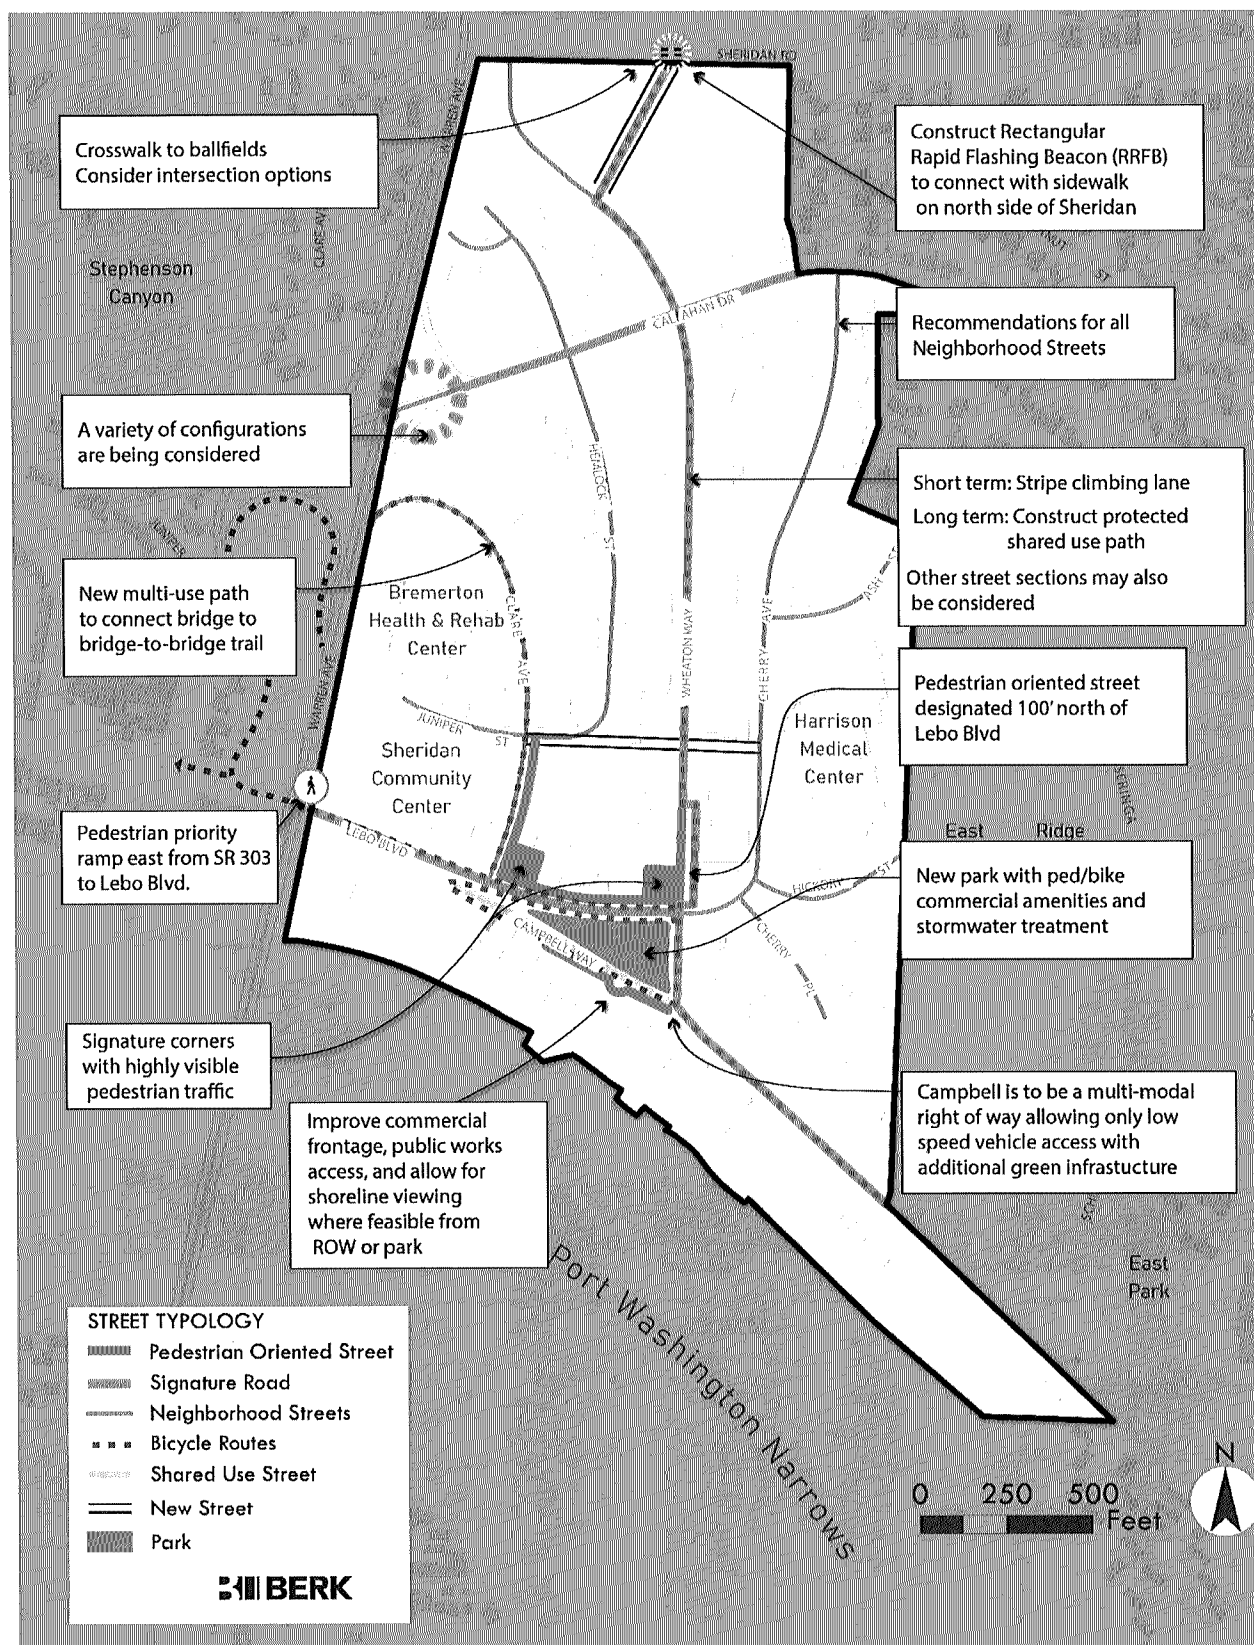 SHERIDAN RD
WARREN AVE
Crosswalk to ballfields
Consider intersection options
Construct Rectangular
Rapid Flashing Beacon (RRFB)
to connect with sidewalk
on north side of Sheridan
CLARE AVE
Stephenson
Canyon
ST
CALLAHAN DR
Recommendations for all
Neighborhood Streets
A variety of configurations
are being considered
HEMLOCK ST
Short term: Stripe climbing lane
Long term: Construct protected
shared use path
Other street sections may also
be considered
JUNIPER
New multi-use path
to connect bridge to
bridge-to-bridge trail
Bremerton
Health & Rehab
Center
CLARE AVE
WHEATON WAY
CHERRY AVE
ASH ST
WARREN AVE
Pedestrian oriented street
designated 100' north of
Lebo Blvd
JUNIPER ST
ST
Sheridan
Community
Center
Harrison
Medical
Center
SPRINGA
East Ridge
Pedestrian priority
ramp east from SR 303
to Lebo Blvd.
LEBO BLVD
HICKORY ST
New park with ped/bike
commercial amenities and
stormwater treatment
CAMPBELL WAY
CHERRY PL
Signature corners
with highly visible
pedestrian traffic
Improve commercial
frontage, public works
access, and allow for
shoreline viewing
where feasible from
ROW or park
Campbell is to be a multi-modal
right of way allowing only low
speed vehicle access with
additional green infrastucture
SCH
East
Park
Port Washington Narrows
STREET TYPOLOGY
Pedestrian Oriented Street
Signature Road
Neighborhood Streets
Bicycle Routes
Shared Use Street
New Street
Park
BERK
N
0 250 500
Feet